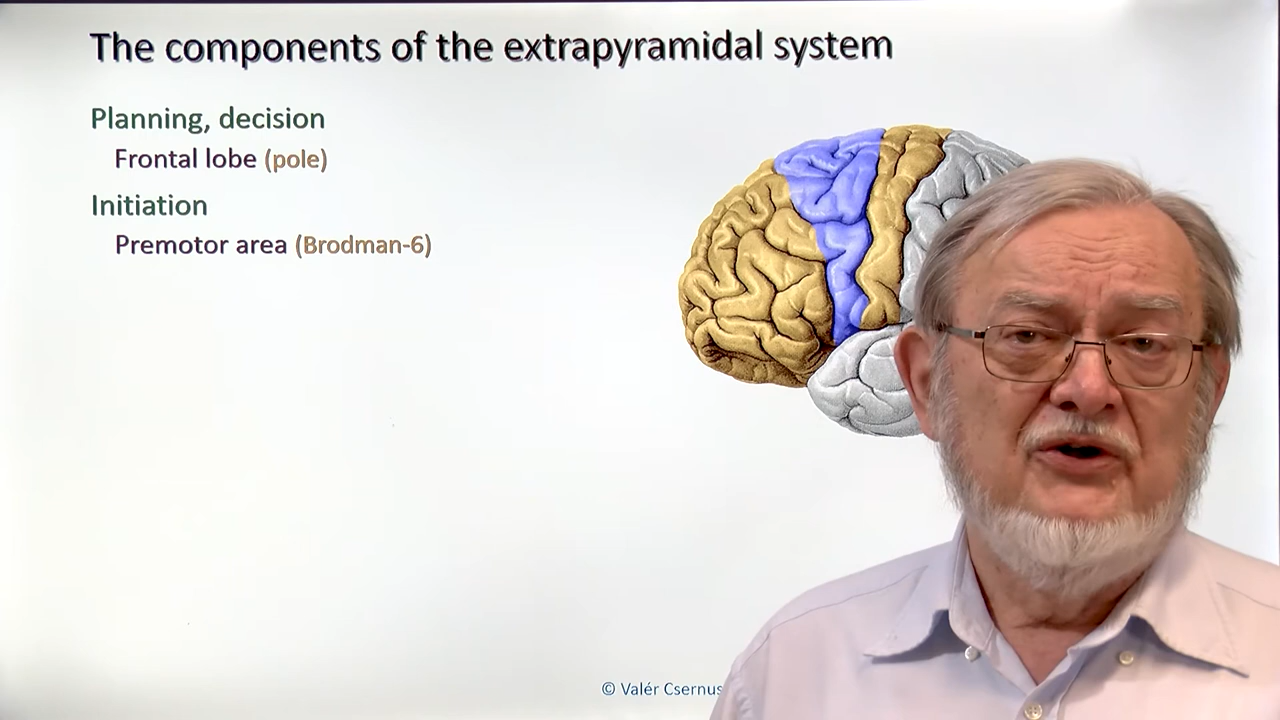 The components of the extrapyramidal system
Planning, decision
Frontal lobe (pole)
Initiation
Premotor area (Brodman-6)
© Valér Csernus